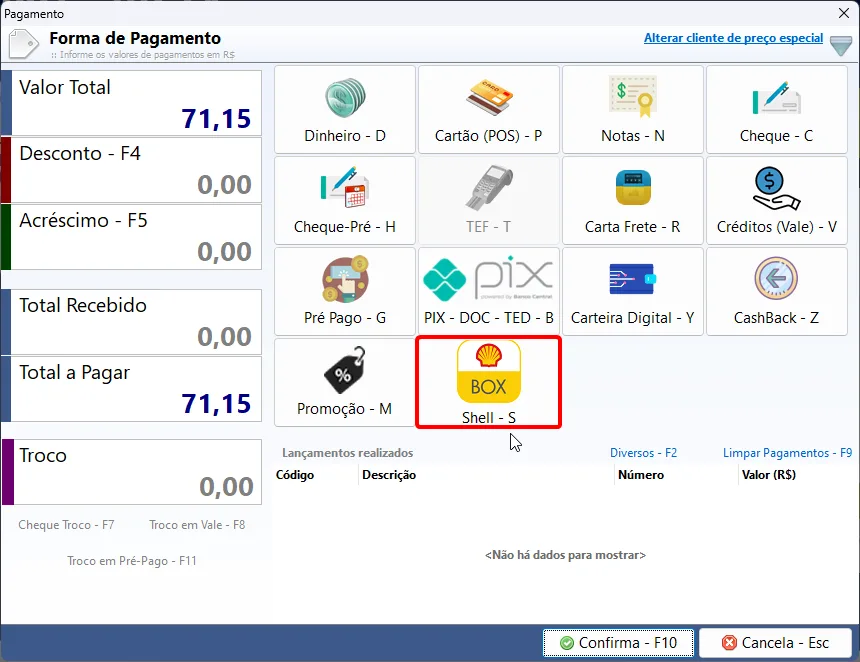 Pagamento
Forma de Pagamento
:: Informe os valores de pagamentos em R$
Alterar cliente de preço especial
Valor Total
71,15
Desconto - F4
0,00
Acréscimo - F5
0,00
Total Recebido
0,00
Total a Pagar
71,15
Troco
0,00
Cheque Troco - F7
Troco em Vale - F8
Troco em Pré-Pago - F11
Dinheiro - D
Cartão (POS) - P
Notas - N
Cheque - C
Cheque-Pré - H
TEF - T
Carta Frete - R
Créditos (Vale) - V
Pré Pago - G
pix
powered by Banco Central
PIX - DOC - TED - B
Carteira Digital - Y
CashBack - Z
%
Promoção - M
BOX
Shell - S
Lançamentos realizados
Diversos - F2
Limpar Pagamentos - F9
Código
Descrição
Número
Valor (R$)
<Não há dados para mostrar>
Confirma - F10
Cancela - Esc